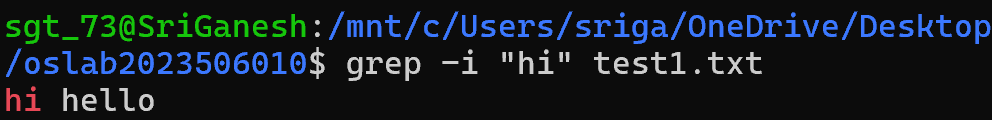 sgt_73@SriGanesh:/mnt/c/Users/sriga/OneDrive/Desktop
/oslab2023506010$ grep -i "hi" test1.txt
hi hello